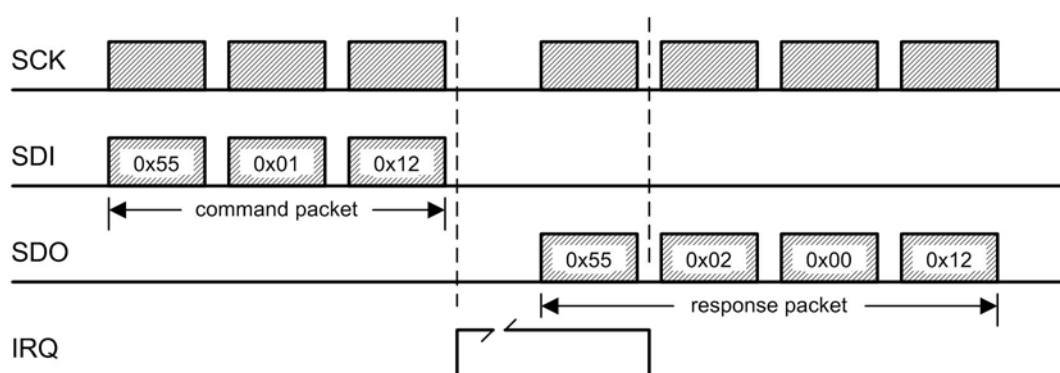 SCK
SDI 0x55 0x01 0x12
command packet
SDO 0x55 0x02 0x00 0x12
response packet
IRQ